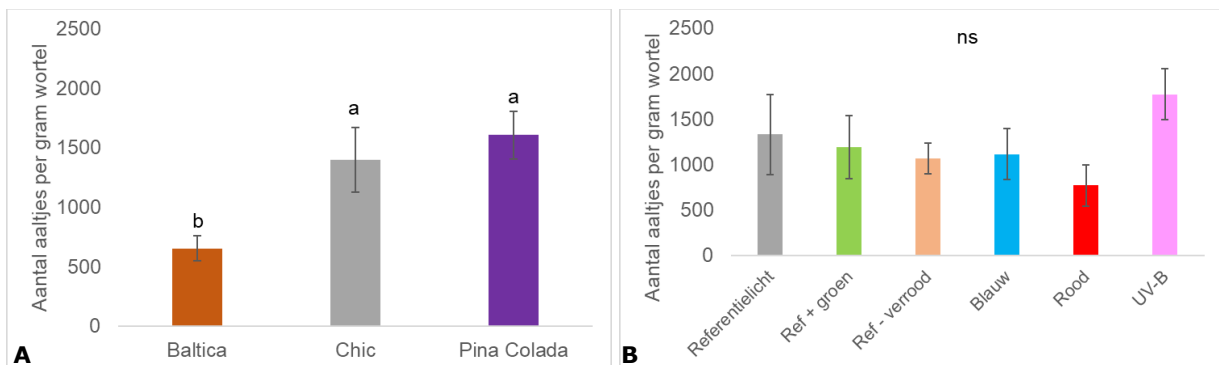 Aantal aaltjes per gram wortel
2500
2000
1500
1000
500
0
b
a
a
Baltica
Chic
Pina Colada
A
Aantal aaltjes per gram wortel
2500
2000
1500
1000
500
0
ns
Referentielicht
Ref + groen
Ref - verrood
Blauw
Rood
UV-B
B